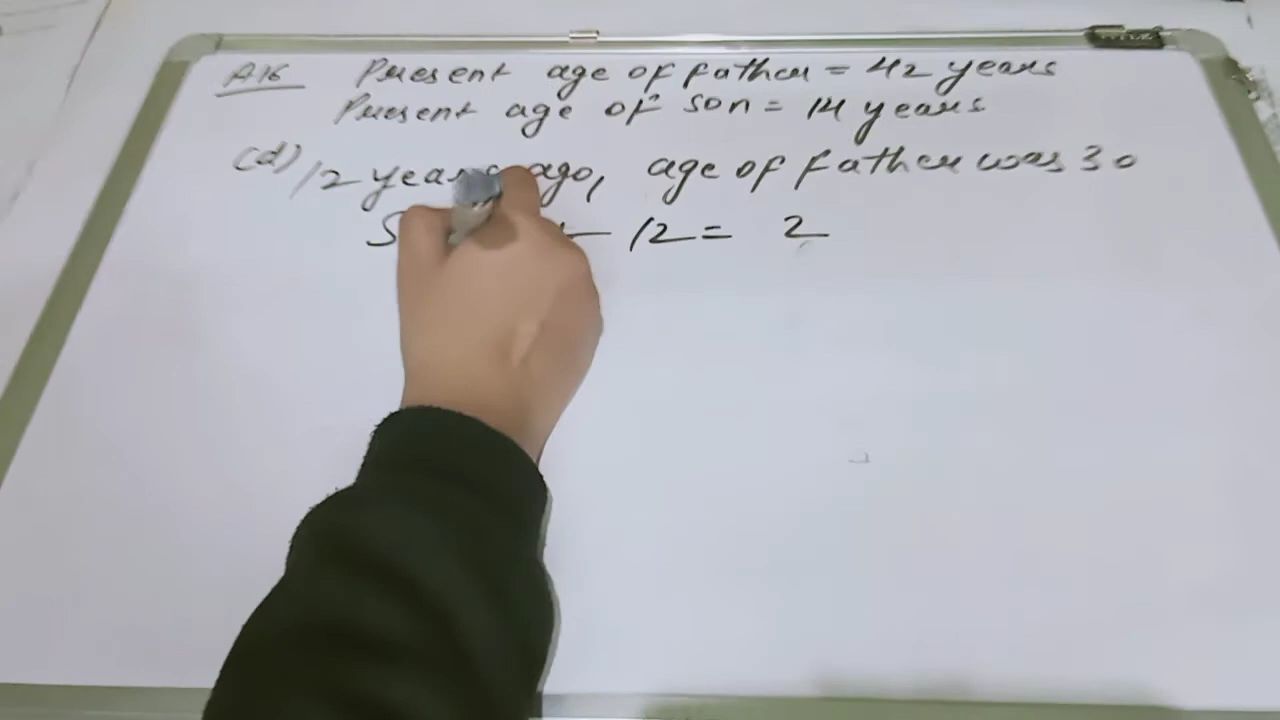 A16 Present age of father = 42 years
Present age of son = 14 years
(d) 12 years ago, age of father was 30
12 = 2